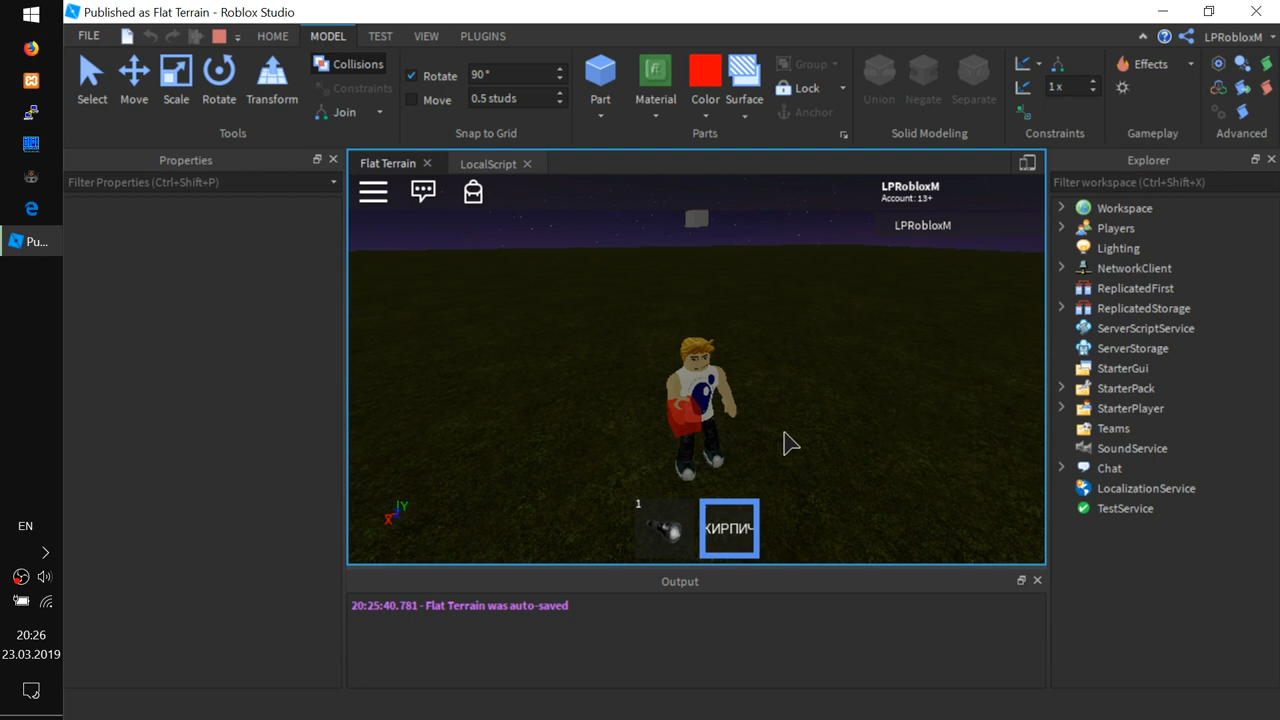 Published as Flat Terrain - Roblox Studio
FILE
HOME
MODEL
TEST
VIEW
PLUGINS
LPRobloxM
Select
Move
Scale
Rotate
Transform
Tools
Collisions
Constraints
Join
Rotate
90°
Move
0.5 studs
Snap to Grid
Part
Material
Color
Surface
Group
Lock
Anchor
Parts
Union
Negate
Separate
Solid Modeling
1 x
Constraints
Effects
Gameplay
Advanced
Properties
Filter Properties (Ctrl+Shift+P)
Flat Terrain
LocalScript
LPRobloxM
Account: 13+
LPRobloxM
Y
X
1
КИРПИЧ
Output
20:25:40.781 - Flat Terrain was auto-saved
Explorer
Filter workspace (Ctrl+Shift+X)
Workspace
Players
Lighting
NetworkClient
ReplicatedFirst
ReplicatedStorage
ServerScriptService
ServerStorage
StarterGui
StarterPack
StarterPlayer
Teams
SoundService
Chat
LocalizationService
TestService
Pu...
EN
20:26
23.03.2019